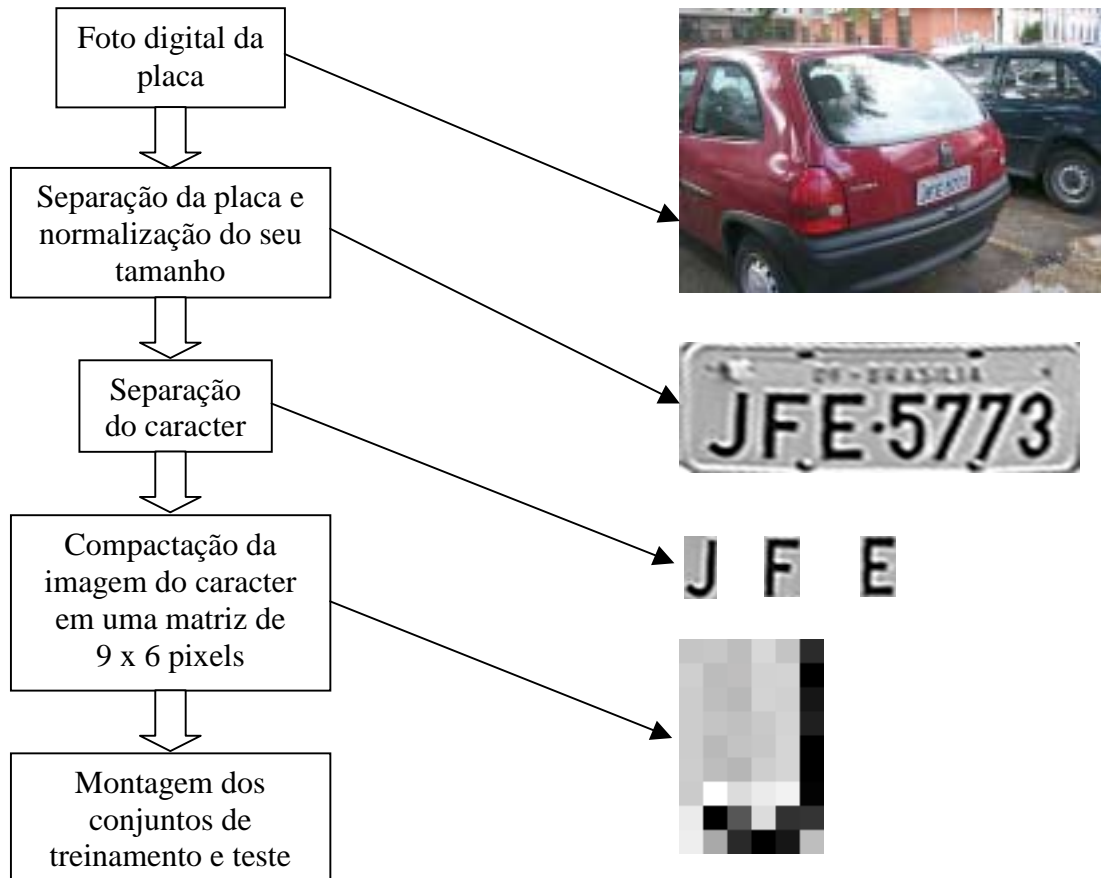 Foto digital da
placa
Separação da placa e
normalização do seu
tamanho
DF-BRASILIA
JFE·5773
Separação
do caracter
J F E
Compactação da
imagem do caracter
em uma matriz de
9 x 6 pixels
Montagem dos
conjuntos de
treinamento e teste